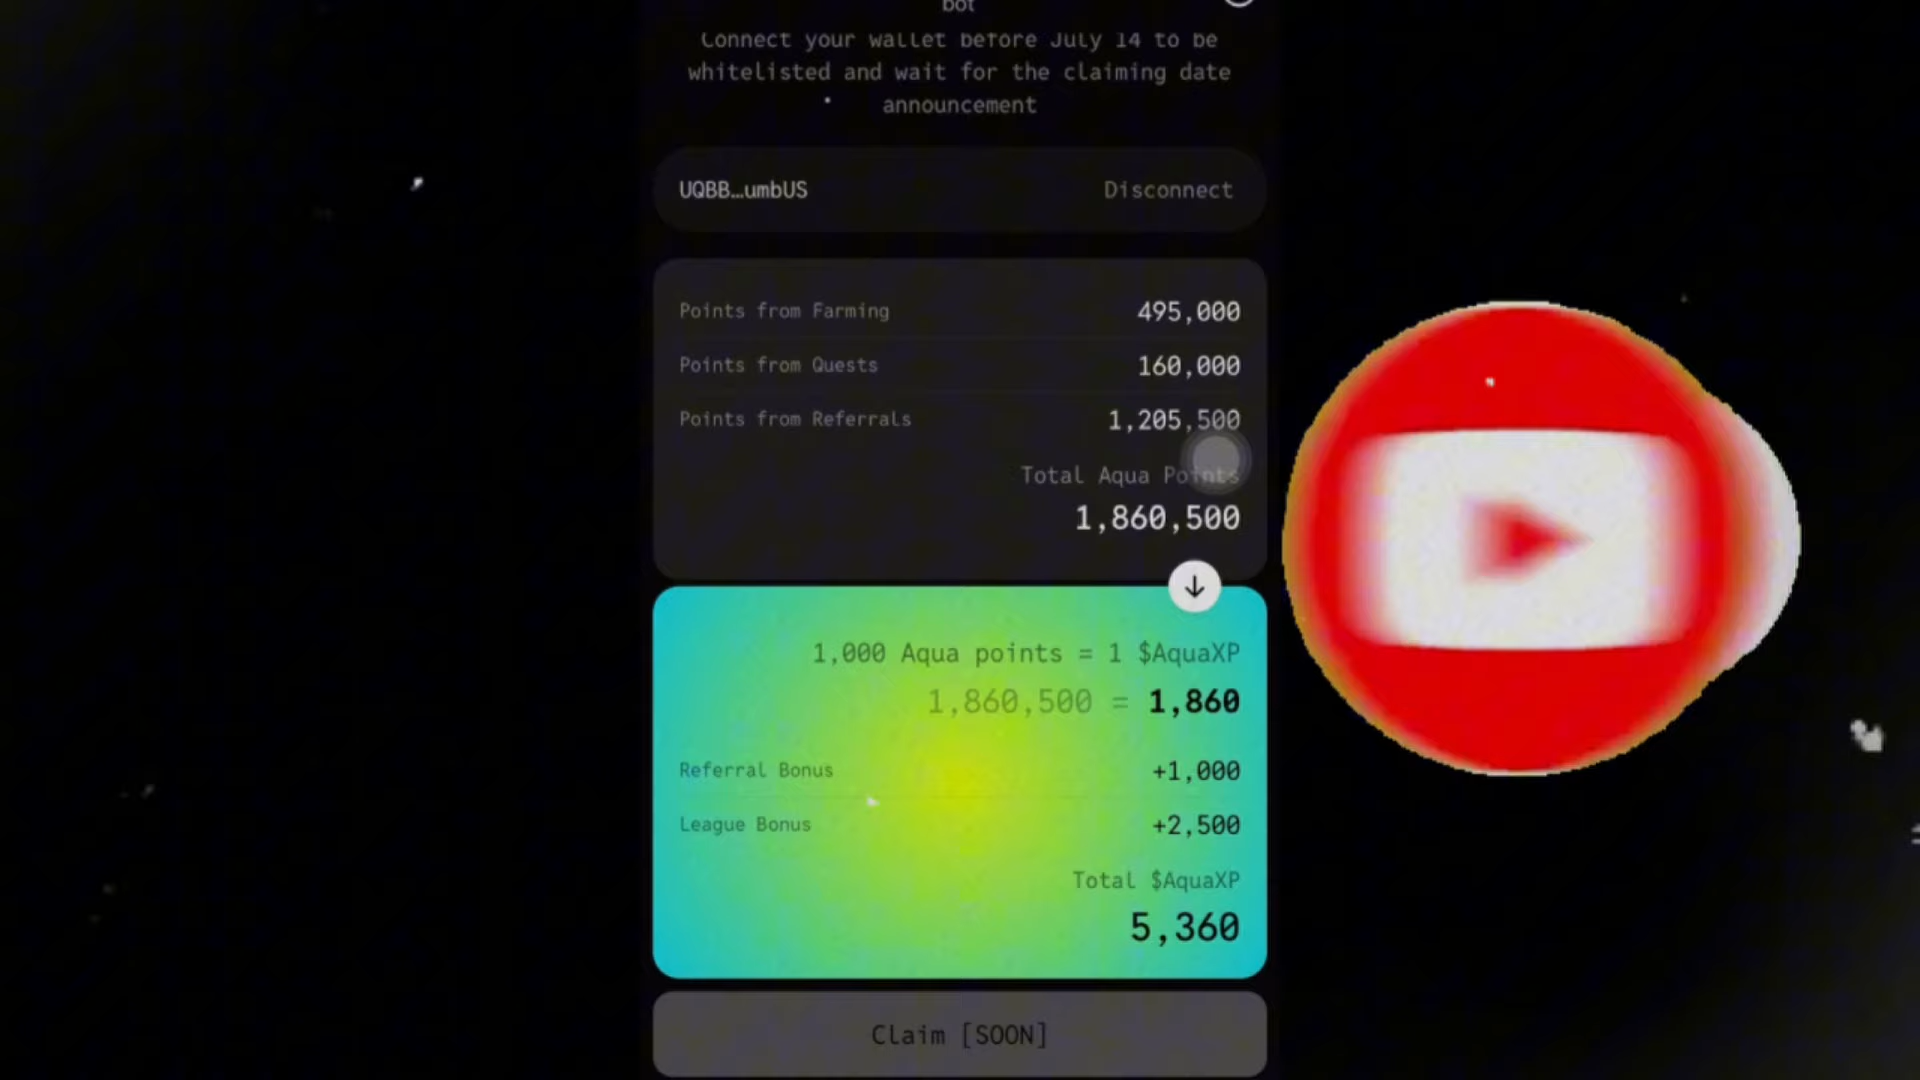 bot
Connect your wallet before July 14 to be
whitelisted and wait for the claiming date
announcement
UQBB…umbUS Disconnect
Points from Farming 495,000
Points from Quests 160,000
Points from Referrals 1,205,500
Total Aqua Points
1,860,500
1,000 Aqua points = 1 $AquaXP
1,860,500 = 1,860
Referral Bonus +1,000
League Bonus +2,500
Total $AquaXP
5,360
Claim [SOON]